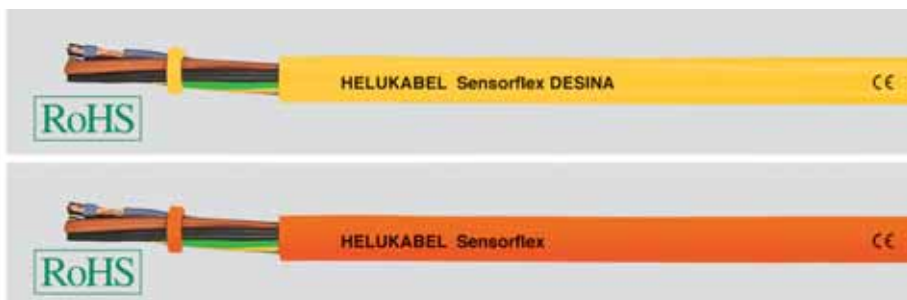 HELUKABEL Sensorflex DESINA CE
RoHS
HELUKABEL Sensorflex CE
RoHS